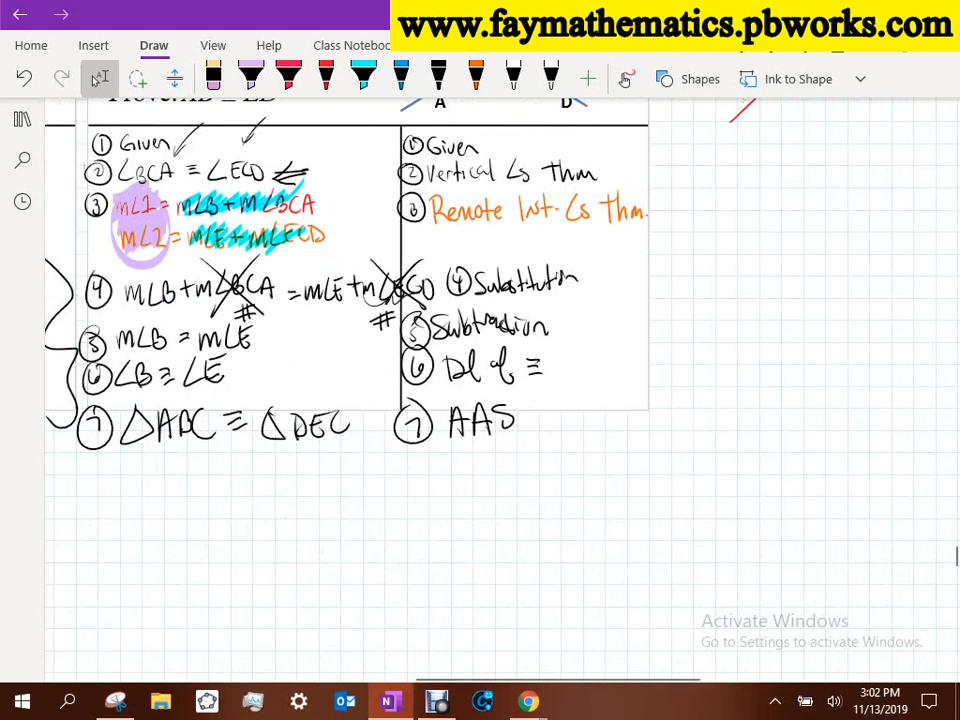 www.faymathematics.pbworks.com
Home Insert Draw View Help Class Notebook
Shapes Ink to Shape
A D
① Given ① Given
② ∠BCA ≅ ∠ECD ② Vertical ∠s Thm
③ m∠1 = m∠B + m∠BCA ③ Remote Int. ∠s Thm.
m∠2 = m∠E + m∠ECD
④ m∠B + m∠BCA = m∠E + m∠ECD ④ Substitution
# #
⑤ m∠B = m∠E ⑤ Subtraction
⑥ ∠B ≅ ∠E ⑥ Df of ≅
⑦ △ABC ≅ △DEC ⑦ AAS
Activate Windows
Go to Settings to activate Windows.
3:02 PM
11/13/2019